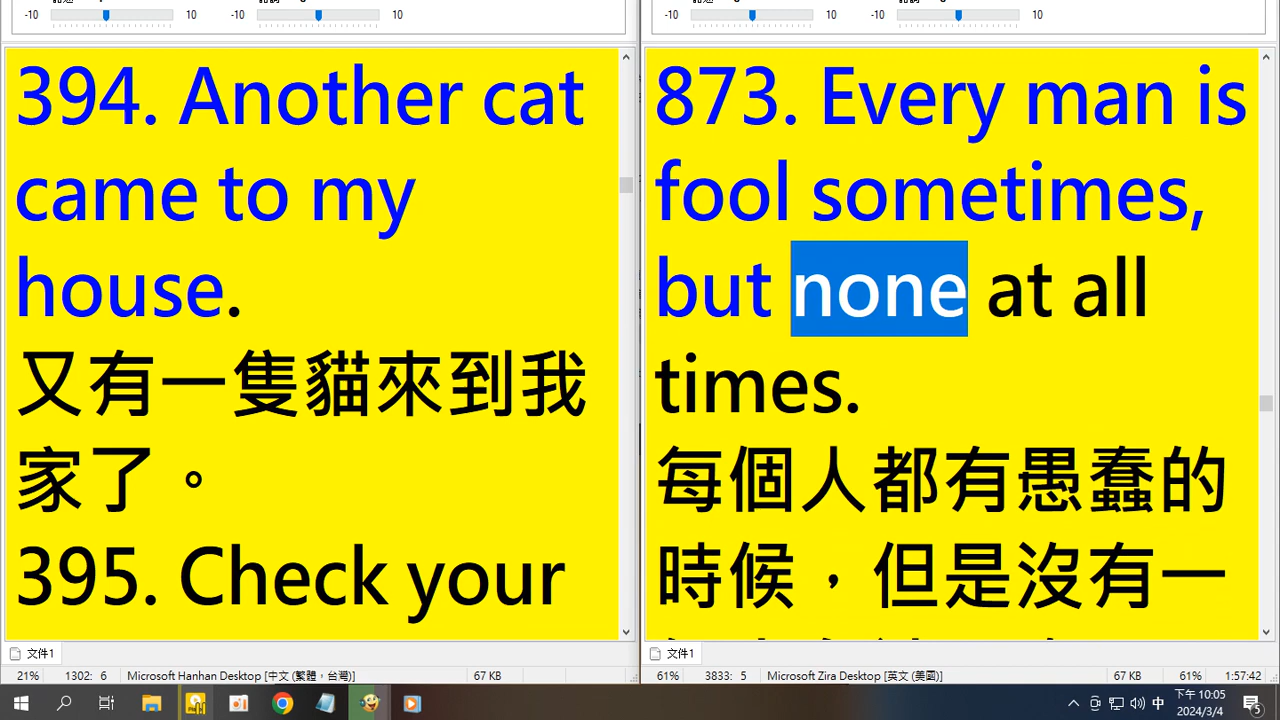 -10
10
-10
10
394. Another cat
came to my
house.
又有一隻貓來到我
家了。
395. Check your
文件1
21%
1302: 6
Microsoft Hanhan Desktop [中文 (繁體，台灣)]
67 KB
-10
10
-10
10
873. Every man is
fool sometimes,
but none at all
times.
每個人都有愚蠢的
時候，但是沒有一
文件1
61%
3833: 5
Microsoft Zira Desktop [英文 (美國)]
67 KB
61%
1:57:42
中
下午 10:05
2024/3/4
5